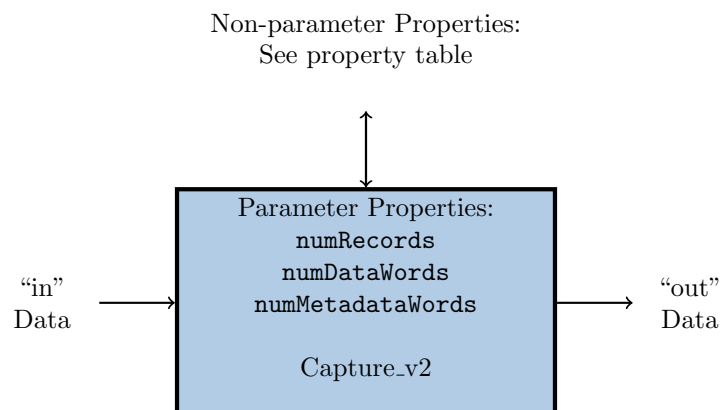 Non-parameter Properties:
See property table
Parameter Properties:
numRecords
numDataWords
numMetadataWords
“in”
Data
“out”
Data
Capture_v2